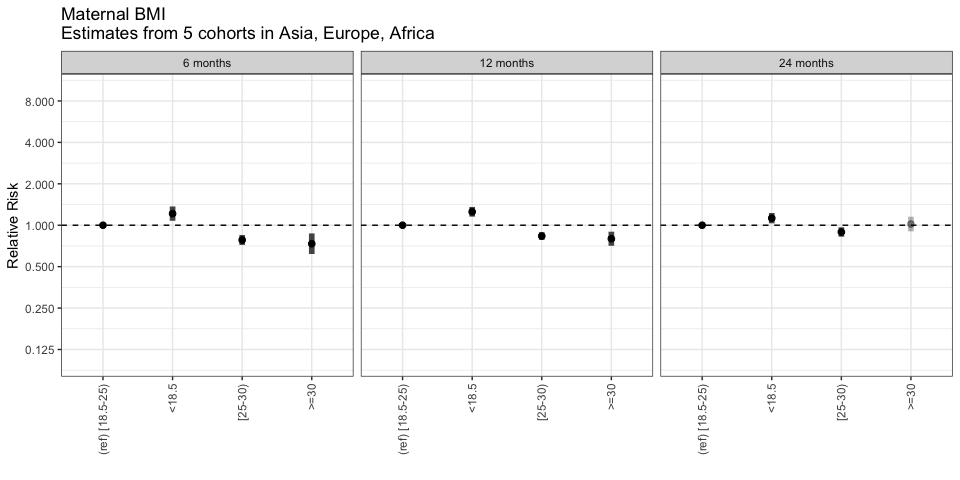 Maternal BMI
Estimates from 5 cohorts in Asia, Europe, Africa
6 months
12 months
24 months
Relative Risk
8.000
4.000
2.000
1.000
0.500
0.250
0.125
(ref) [18.5-25)
<18.5
[25-30)
>=30
(ref) [18.5-25)
<18.5
[25-30)
>=30
(ref) [18.5-25)
<18.5
[25-30)
>=30